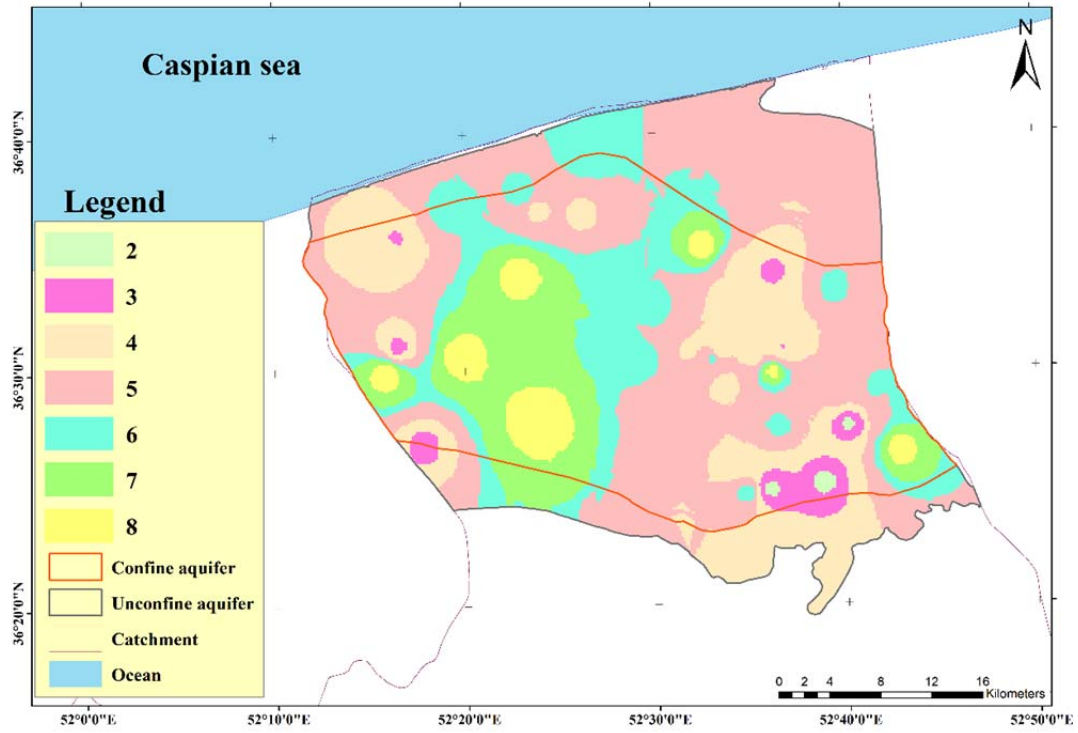 Caspian sea
N
Legend
2
3
4
5
6
7
8
Confine aquifer
Unconfine aquifer
Catchment
Ocean
36°40'0"N
36°30'0"N
36°20'0"N
0 2 4 8 12 16
Kilometers
52°0'0"E 52°10'0"E 52°20'0"E 52°30'0"E 52°40'0"E 52°50'0"E